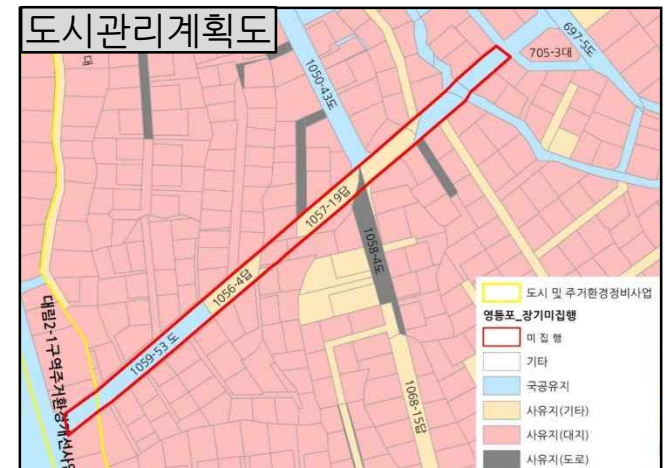 도시관리계획도
대
1050-43도
697-5도
705-3대
1057-19답
1058-4도
1056-4답
1059-53 도
1068-15답
대림2-1구역주거환경개선사업
도시 및 주거환경정비사업
영등포_장기미집행
미 집 행
기타
국공유지
사유지(기타)
사유지(대지)
사유지(도로)